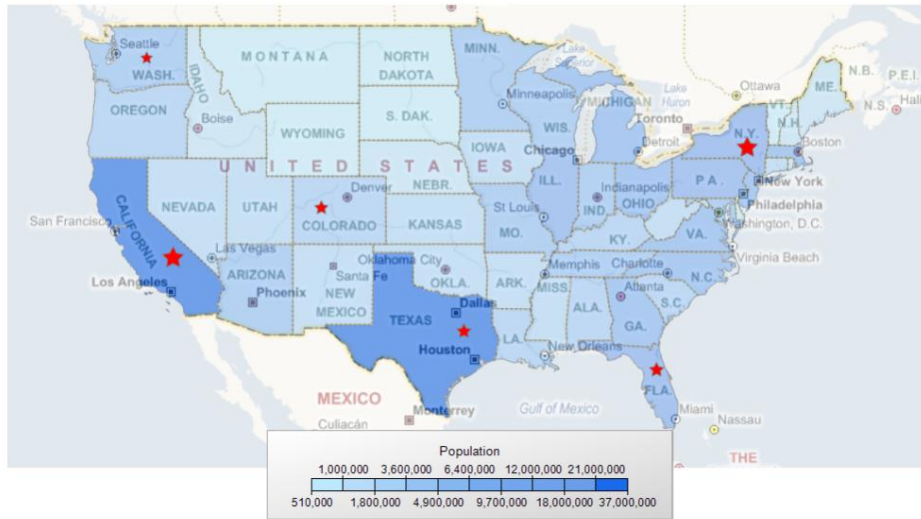 Seattle
WASH.
MONTANA
NORTH
DAKOTA
MINN.
Lake
Superior
Ottawa
N.B.
P.E.I.
ME.
OREGON
IDAHO
Boise
S. DAK.
Minneapolis
WIS.
MICHIGAN
Lake
Huron
Toronto
VT.
N.H.
N.S.
Hali
WYOMING
UNITED STATES
IOWA
Chicago
Detroit
N.Y.
Boston
NEVADA
UTAH
Denver
COLORADO
NEBR.
ILL.
IND.
Indianapolis
OHIO
PA.
New York
Philadelphia
San Francisco
CALIFORNIA
KANSAS
St Louis
MO.
KY.
VA.
Washington, D.C.
Las Vegas
Oklahoma City
Virginia Beach
Los Angeles
ARIZONA
Phoenix
Santa Fe
NEW
MEXICO
OKLA.
ARK.
Memphis
Charlotte
N.C.
Dallas
MISS.
ALA.
Atlanta
S.C.
TEXAS
Houston
LA.
New Orleans
GA.
FLA.
MEXICO
Monterrey
Culiacán
Gulf of Mexico
Miami
Nassau
THE
Population
1,000,000 3,600,000 6,400,000 12,000,000 21,000,000
510,000 1,800,000 4,900,000 9,700,000 18,000,000 37,000,000